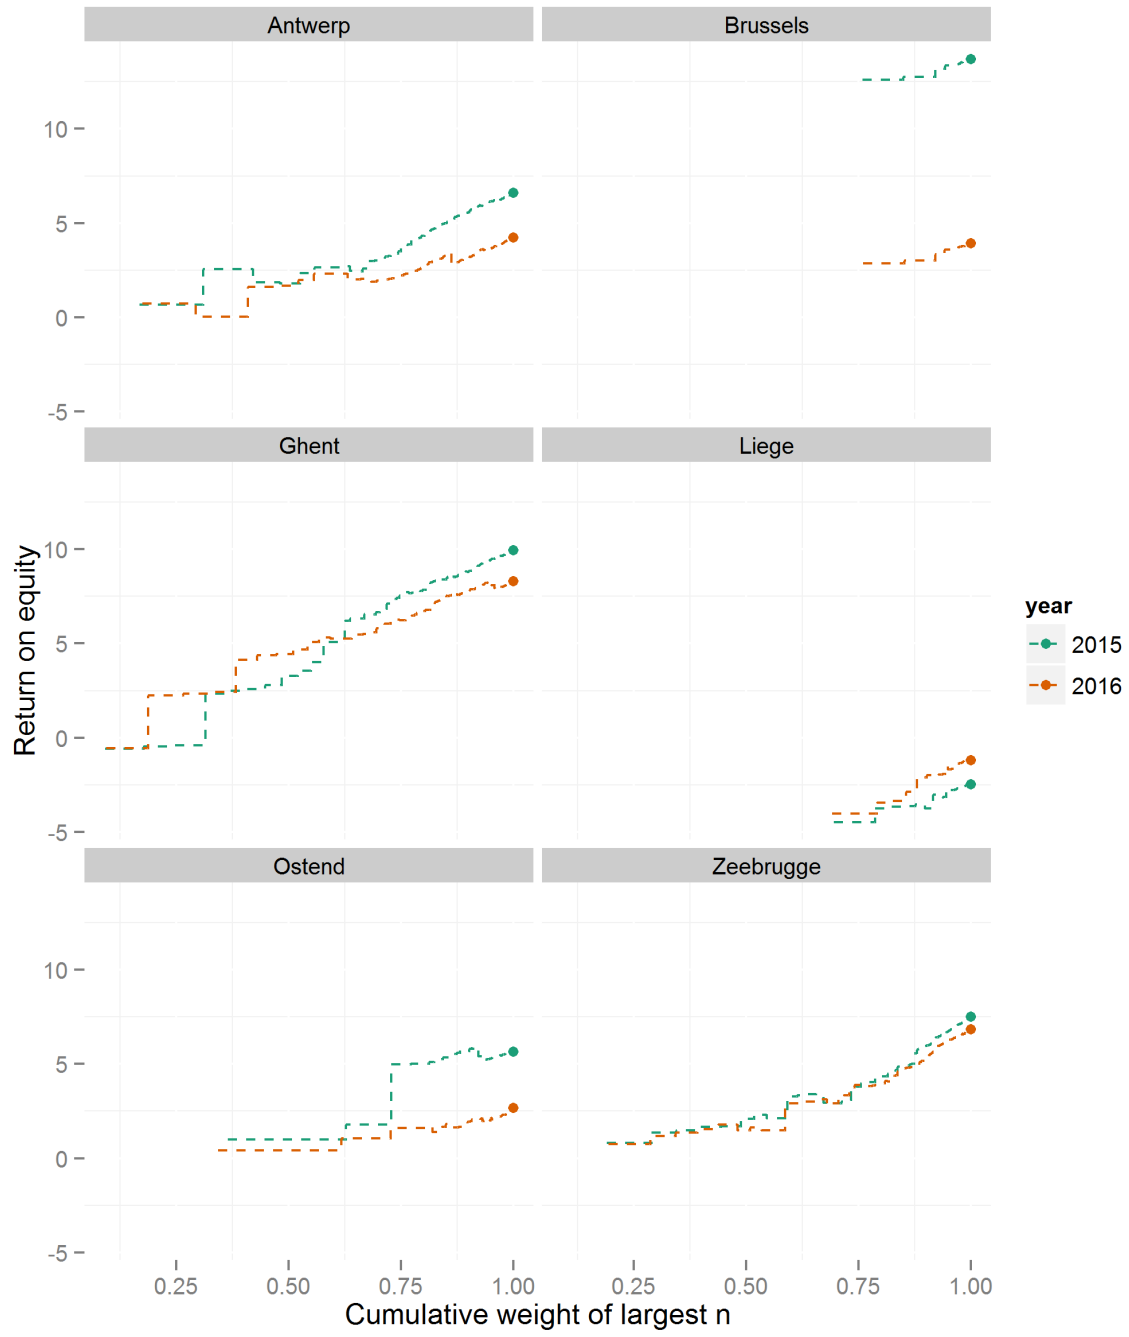 Antwerp
Brussels
10
5
0
-5
Ghent
Liege
10
5
0
-5
Return on equity
year
2015
2016
Ostend
Zeebrugge
10
5
0
-5
0.25 0.50 0.75 1.00
0.25 0.50 0.75 1.00
Cumulative weight of largest n